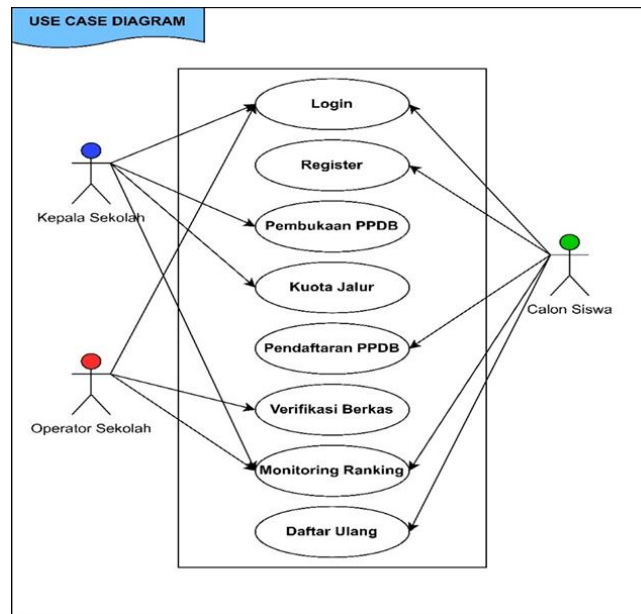 USE CASE DIAGRAM
Login
Register
Kepala Sekolah
Pembukaan PPDB
Kuota Jalur
Calon Siswa
Pendaftaran PPDB
Verifikasi Berkas
Operator Sekolah
Monitoring Ranking
Daftar Ulang